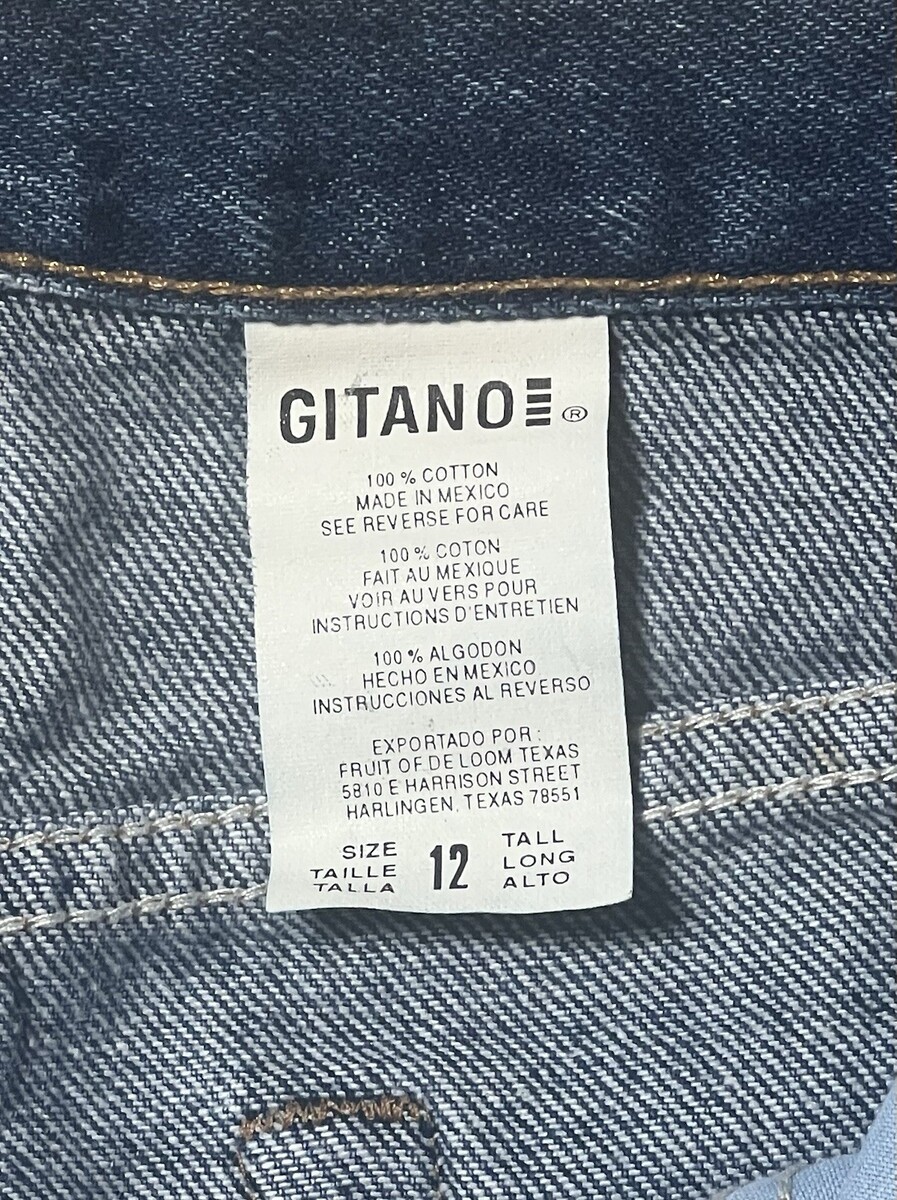 GITANO ®
100 % COTTON
MADE IN MEXICO
SEE REVERSE FOR CARE
100 % COTON
FAIT AU MEXIQUE
VOIR AU VERS POUR
INSTRUCTIONS D'ENTRETIEN
100 % ALGODON
HECHO EN MEXICO
INSTRUCCIONES AL REVERSO
EXPORTADO POR :
FRUIT OF DE LOOM TEXAS
5810 E HARRISON STREET
HARLINGEN, TEXAS 78551
SIZE
TAILLE
TALLA
12
TALL
LONG
ALTO